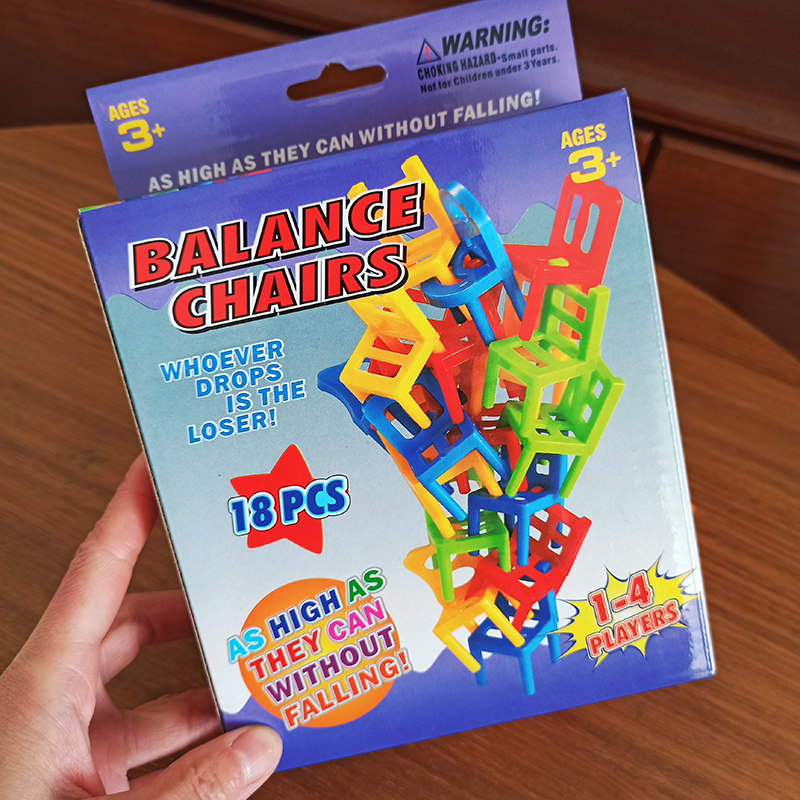 WARNING:
CHOKING HAZARD-Small parts.
Not for Children under 3 Years.
AGES
3+
AS HIGH AS THEY CAN WITHOUT FALLING!
AGES
3+
BALANCE
CHAIRS
WHOEVER
DROPS
IS THE
LOSER!
18 PCS
AS HIGH AS
THEY CAN
WITHOUT
FALLING!
1-4
PLAYERS